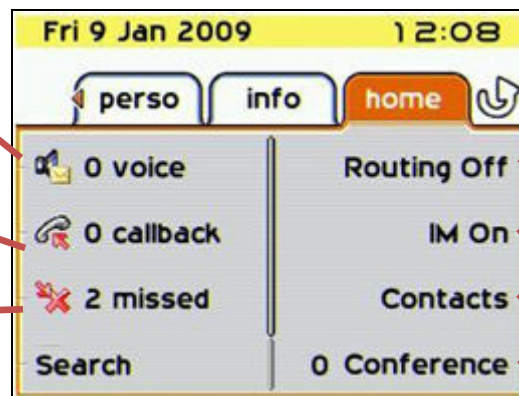 Fri 9 Jan 2009 12:08
perso info home
0 voice Routing Off
0 callback IM On
2 missed Contacts
Search 0 Conference